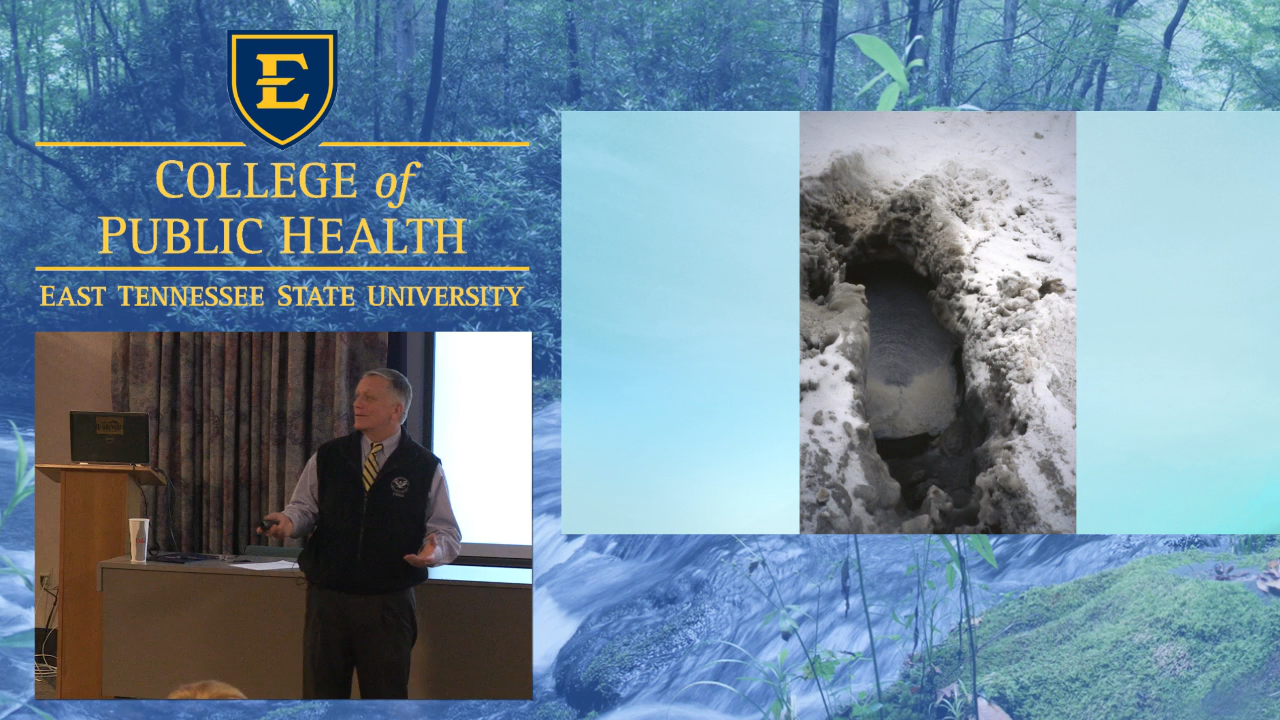 E
COLLEGE of
PUBLIC HEALTH
EAST TENNESSEE STATE UNIVERSITY